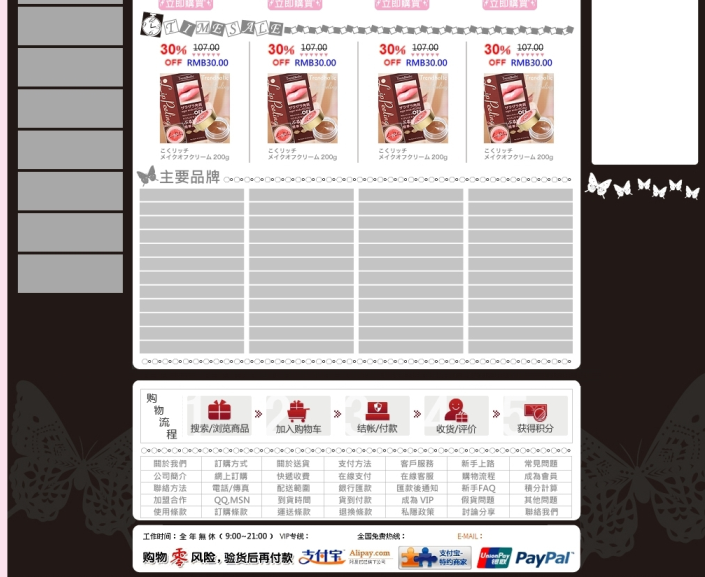 立即購買 立即購買 立即購買 立即購買
TIMESALE
30% 107.00 30% 107.00 30% 107.00 30% 107.00
OFF RMB30.00 OFF RMB30.00 OFF RMB30.00 OFF RMB30.00
こくリッチ こくリッチ こくリッチ こくリッチ
メイクオフクリーム 200g メイクオフクリーム 200g メイクオフクリーム 200g メイクオフクリーム 200g
主要品牌
购物流程
1 2 3 4 5
搜索/浏览商品 加入购物车 结帐/付款 收货/评价 获得积分
關於我們 訂購方式 關於送貨 支付方法 客戶服務 新手上路 常見問題
公司簡介 網上訂購 快遞收費 在線支付 在線客服 購物流程 成為會員
聯絡方法 電話/傳真 配送範圍 銀行匯款 匯款後通知 新手FAQ 積分計算
加盟合作 QQ,MSN 到貨時間 貨到付款 成為 VIP 假貨問題 其他問題
使用條款 訂購條款 運送條款 退換條款 私隱政策 討論分享 聯絡我們
工作时间：全年無休（9:00~21:00） VIP专线： 全国免费热线： E-MAIL：
购物零风险，验货后再付款 支付宝 Alipay.com 支付宝-特约商家 UnionPay 银联 PayPal